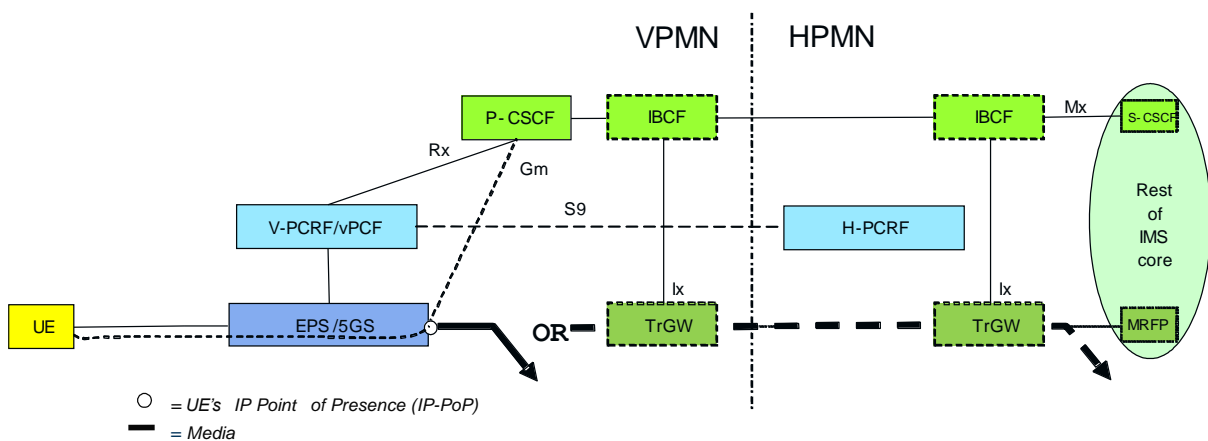 VPMN HPMN
P-CSCF IBCF IBCF Mx S-CSCF
Rx Gm
Rest
of
IMS
core
V-PCRF/vPCF S9 H-PCRF
Ix Ix
UE EPS/5GS OR TrGW TrGW MRFP
= UE's IP Point of Presence (IP-PoP)
= Media